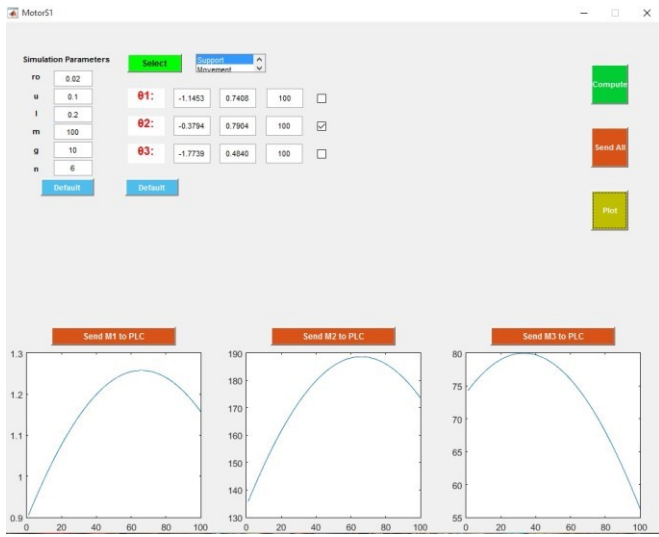 MotorS1
Simulation Parameters
Select
Support
Movement
ro 0.02
u 0.1
l 0.2
m 100
g 10
n 6
Default
θ1: -1.1453 0.7408 100
θ2: -0.3794 0.7904 100
θ3: -1.7739 0.4840 100
Default
Compute
Send All
Plot
Send M1 to PLC
1.3
1.2
1.1
1
0.9
0 20 40 60 80 100
Send M2 to PLC
190
180
170
160
150
140
130
0 20 40 60 80 100
Send M3 to PLC
80
75
70
65
60
55
0 20 40 60 80 100